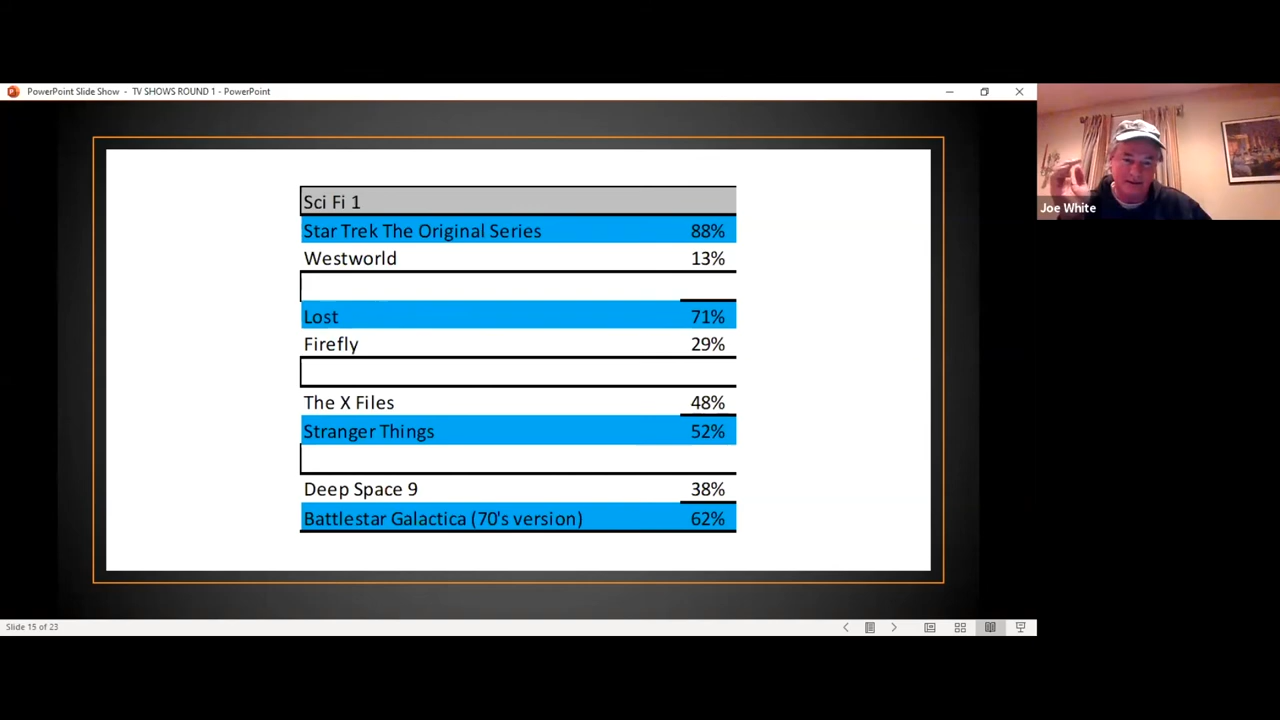 PowerPoint Slide Show - TV SHOWS ROUND 1 - PowerPoint
Joe White
Sci Fi 1
Star Trek The Original Series 88%
Westworld 13%
Lost 71%
Firefly 29%
The X Files 48%
Stranger Things 52%
Deep Space 9 38%
Battlestar Galactica (70's version) 62%
Slide 15 of 23